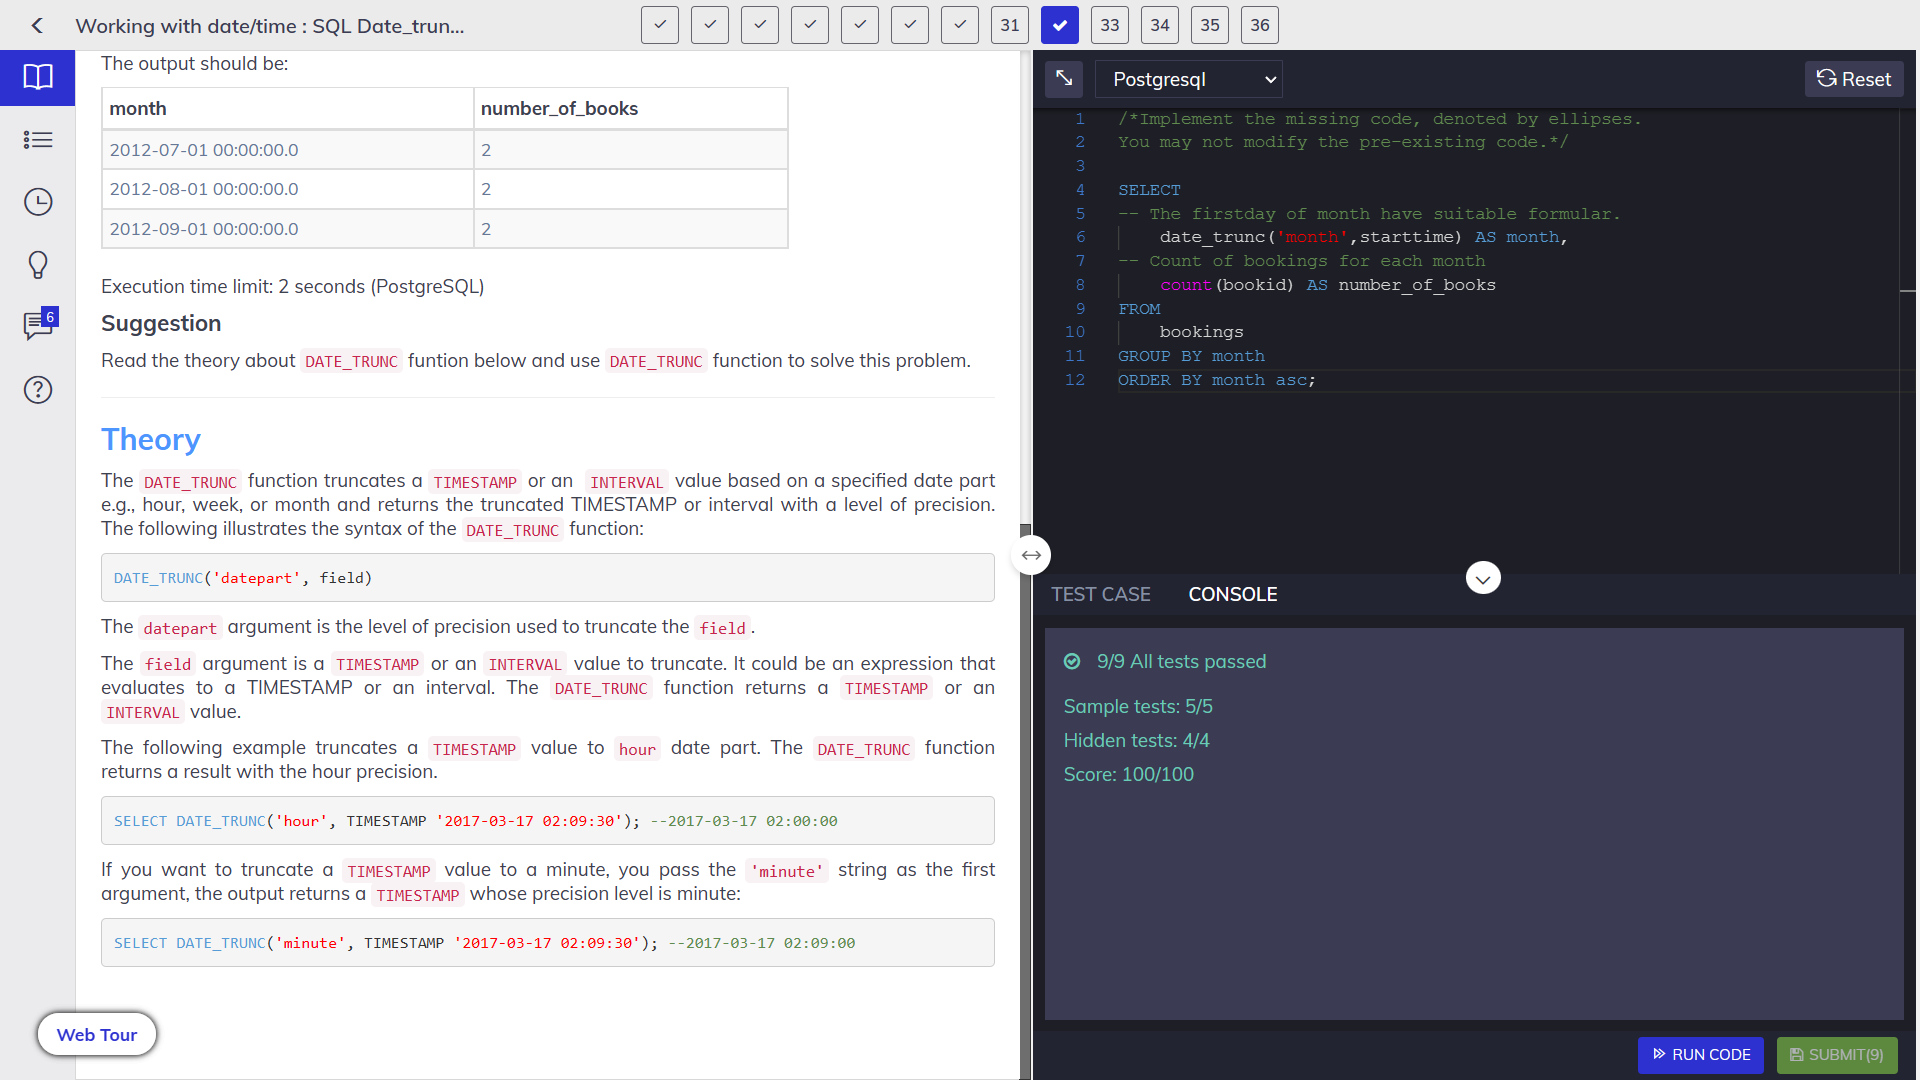 Working with date/time : SQL Date_trun...
31
33
34
35
36
The output should be:
month number_of_books
2012-07-01 00:00:00.0 2
2012-08-01 00:00:00.0 2
2012-09-01 00:00:00.0 2
Execution time limit: 2 seconds (PostgreSQL)
Suggestion
Read the theory about DATE_TRUNC funtion below and use DATE_TRUNC function to solve this problem.
Theory
The DATE_TRUNC function truncates a TIMESTAMP or an INTERVAL value based on a specified date part
e.g., hour, week, or month and returns the truncated TIMESTAMP or interval with a level of precision.
The following illustrates the syntax of the DATE_TRUNC function:
DATE_TRUNC('datepart', field)
The datepart argument is the level of precision used to truncate the field.
The field argument is a TIMESTAMP or an INTERVAL value to truncate. It could be an expression that
evaluates to a TIMESTAMP or an interval. The DATE_TRUNC function returns a TIMESTAMP or an
INTERVAL value.
The following example truncates a TIMESTAMP value to hour date part. The DATE_TRUNC function
returns a result with the hour precision.
SELECT DATE_TRUNC('hour', TIMESTAMP '2017-03-17 02:09:30'); --2017-03-17 02:00:00
If you want to truncate a TIMESTAMP value to a minute, you pass the 'minute' string as the first
argument, the output returns a TIMESTAMP whose precision level is minute:
SELECT DATE_TRUNC('minute', TIMESTAMP '2017-03-17 02:09:30'); --2017-03-17 02:09:00
6
Web Tour
Postgresql
Reset
1 /*Implement the missing code, denoted by ellipses.
2 You may not modify the pre-existing code.*/
3
4 SELECT
5 -- The firstday of month have suitable formular.
6 date_trunc('month',starttime) AS month,
7 -- Count of bookings for each month
8 count(bookid) AS number_of_books
9 FROM
10 bookings
11 GROUP BY month
12 ORDER BY month asc;
TEST CASE CONSOLE
9/9 All tests passed
Sample tests: 5/5
Hidden tests: 4/4
Score: 100/100
RUN CODE
SUBMIT(9)